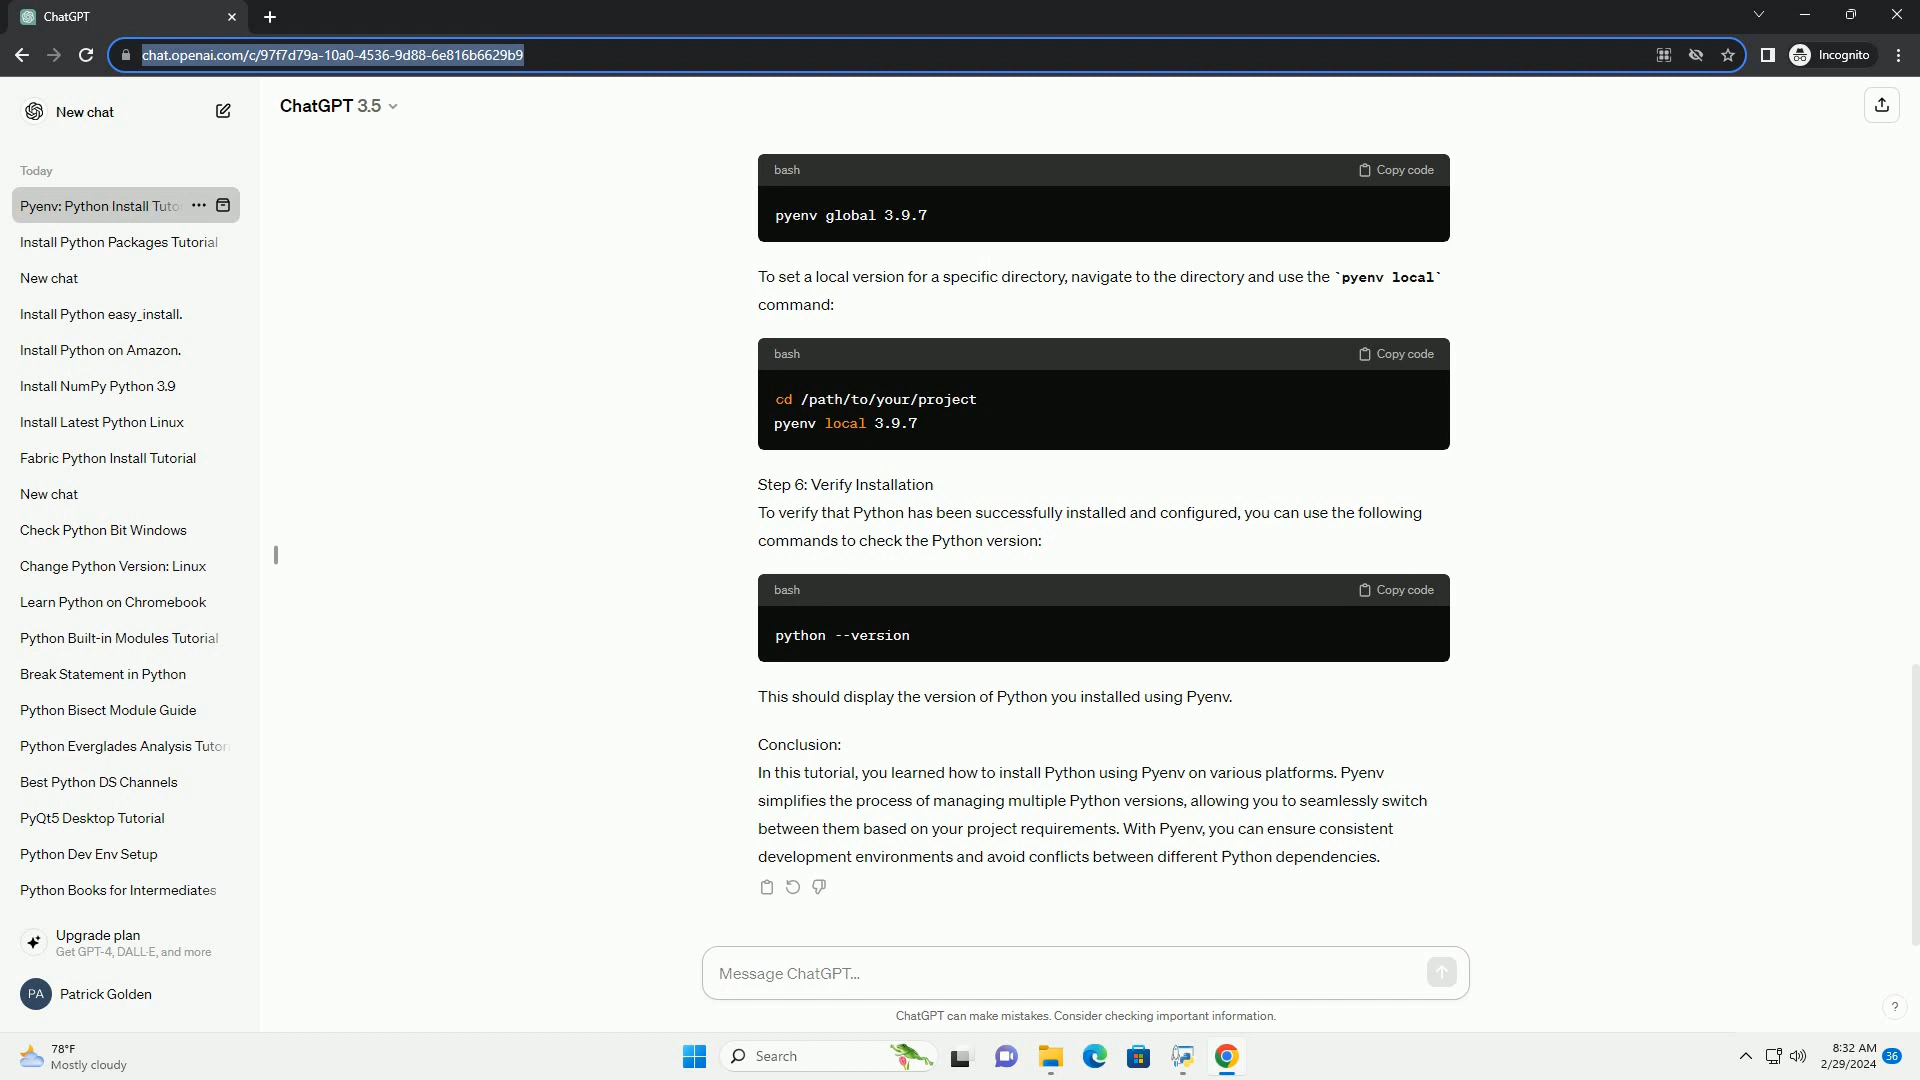 ChatGPT
chat.openai.com/c/97f7d79a-10a0-4536-9d88-6e816b6629b9
Incognito
New chat
ChatGPT 3.5
Today
Pyenv: Python Install Tuto
Install Python Packages Tutorial
New chat
Install Python easy_install.
Install Python on Amazon.
Install NumPy Python 3.9
Install Latest Python Linux
Fabric Python Install Tutorial
New chat
Check Python Bit Windows
Change Python Version: Linux
Learn Python on Chromebook
Python Built-in Modules Tutorial
Break Statement in Python
Python Bisect Module Guide
Python Everglades Analysis Tutor
Best Python DS Channels
PyQt5 Desktop Tutorial
Python Dev Env Setup
Python Books for Intermediates
Upgrade plan
Get GPT-4, DALL·E, and more
PA Patrick Golden
bash Copy code
pyenv global 3.9.7
To set a local version for a specific directory, navigate to the directory and use the `pyenv local`
command:
bash Copy code
cd /path/to/your/project
pyenv local 3.9.7
Step 6: Verify Installation
To verify that Python has been successfully installed and configured, you can use the following
commands to check the Python version:
bash Copy code
python --version
This should display the version of Python you installed using Pyenv.
Conclusion:
In this tutorial, you learned how to install Python using Pyenv on various platforms. Pyenv
simplifies the process of managing multiple Python versions, allowing you to seamlessly switch
between them based on your project requirements. With Pyenv, you can ensure consistent
development environments and avoid conflicts between different Python dependencies.
Message ChatGPT...
ChatGPT can make mistakes. Consider checking important information.
?
78°F
Mostly cloudy
Search
8:32 AM
2/29/2024
36